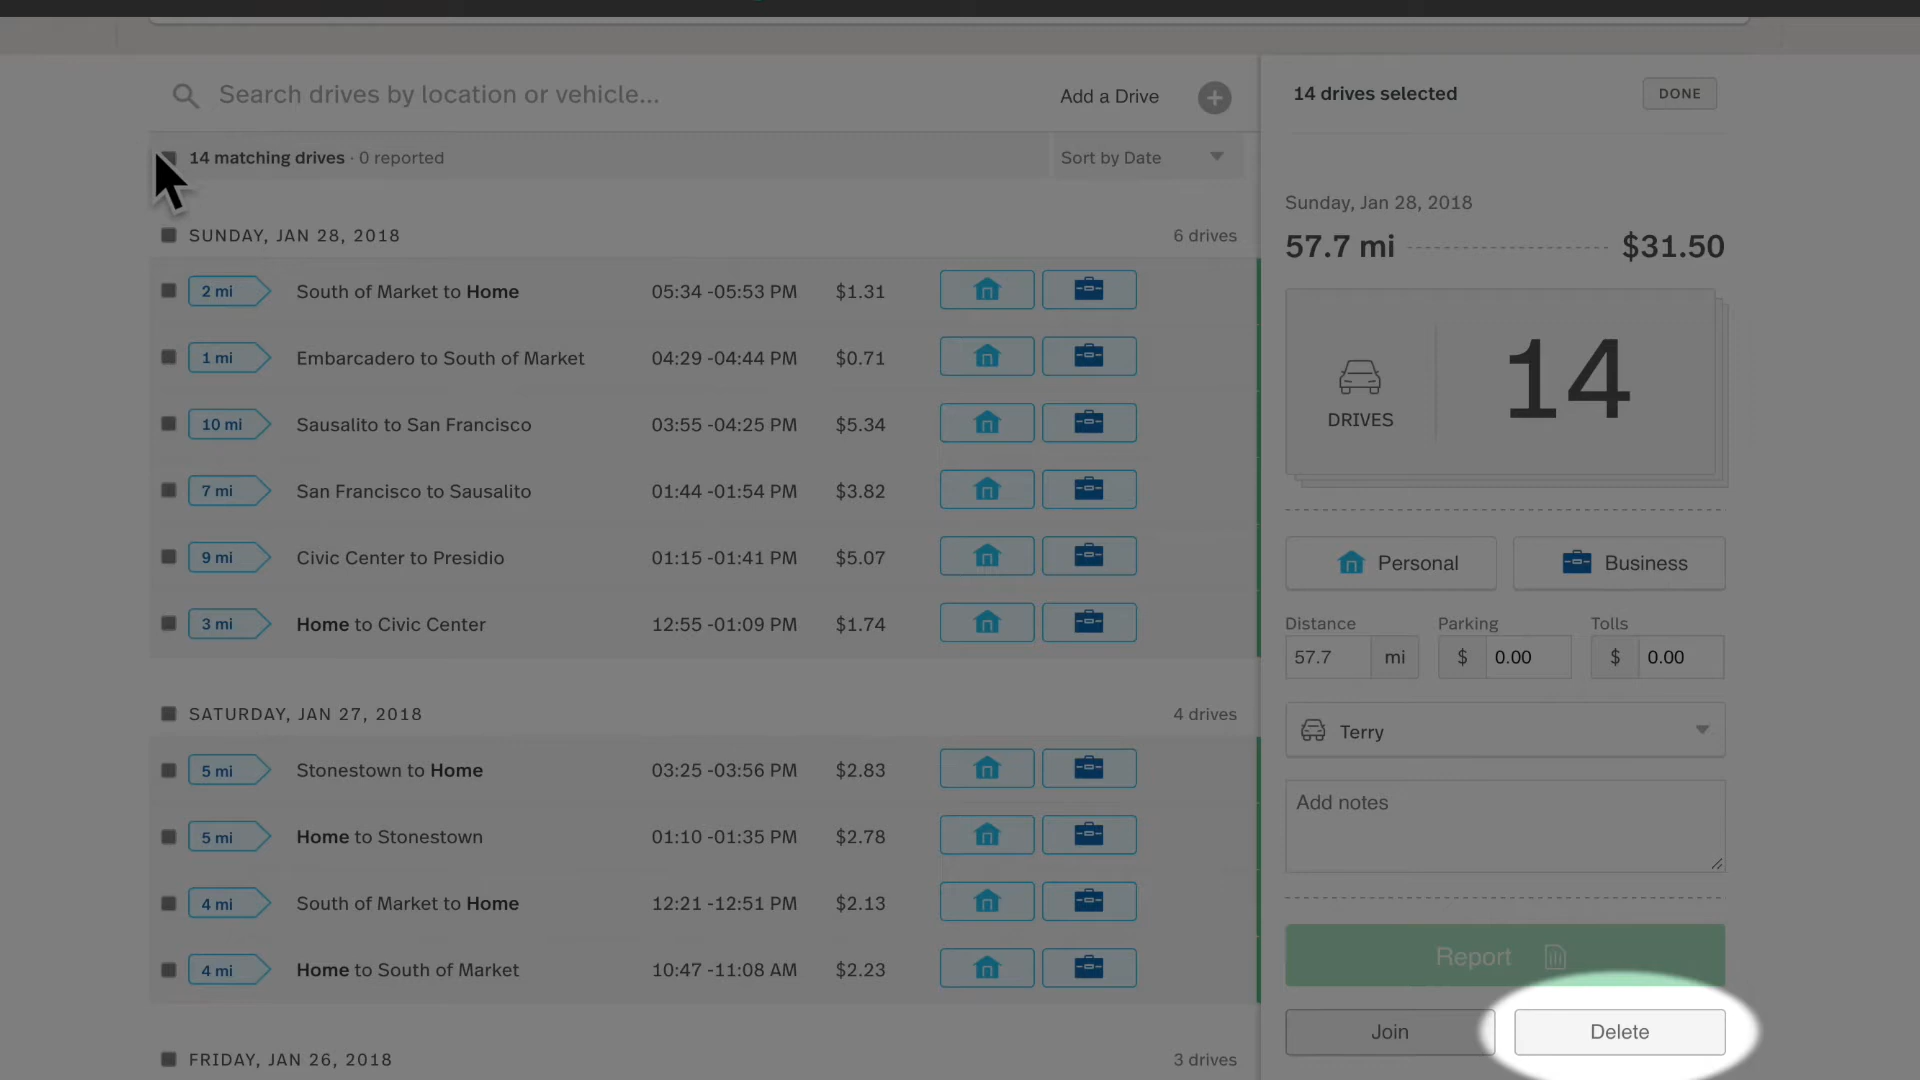 Search drives by location or vehicle...
Add a Drive
14 matching drives · 0 reported
Sort by Date
SUNDAY, JAN 28, 2018
6 drives
2 mi South of Market to Home 05:34 -05:53 PM $1.31
1 mi Embarcadero to South of Market 04:29 -04:44 PM $0.71
10 mi Sausalito to San Francisco 03:55 -04:25 PM $5.34
7 mi San Francisco to Sausalito 01:44 -01:54 PM $3.82
9 mi Civic Center to Presidio 01:15 -01:41 PM $5.07
3 mi Home to Civic Center 12:55 -01:09 PM $1.74
SATURDAY, JAN 27, 2018
4 drives
5 mi Stonestown to Home 03:25 -03:56 PM $2.83
5 mi Home to Stonestown 01:10 -01:35 PM $2.78
4 mi South of Market to Home 12:21 -12:51 PM $2.13
4 mi Home to South of Market 10:47 -11:08 AM $2.23
FRIDAY, JAN 26, 2018
3 drives
14 drives selected
DONE
Sunday, Jan 28, 2018
57.7 mi $31.50
DRIVES
14
Personal
Business
Distance Parking Tolls
57.7 mi $ 0.00 $ 0.00
Terry
Add notes
Report
Join
Delete